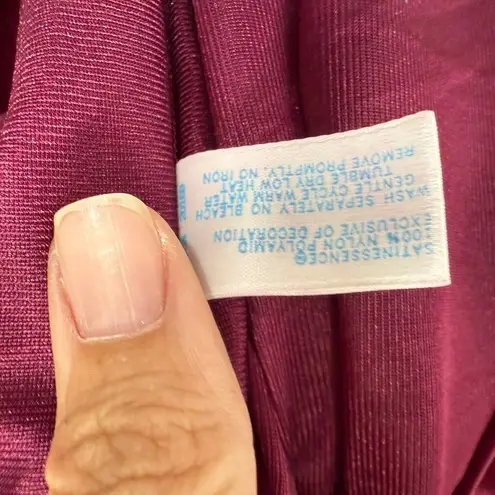 SATINESSENCE®
100% NYLON POLYAMID
EXCLUSIVE OF DECORATION
WASH SEPARATELY. NO BLEACH
GENTLE CYCLE WARM WATER
TUMBLE DRY LOW HEAT
REMOVE PROMPTLY. NO IRON